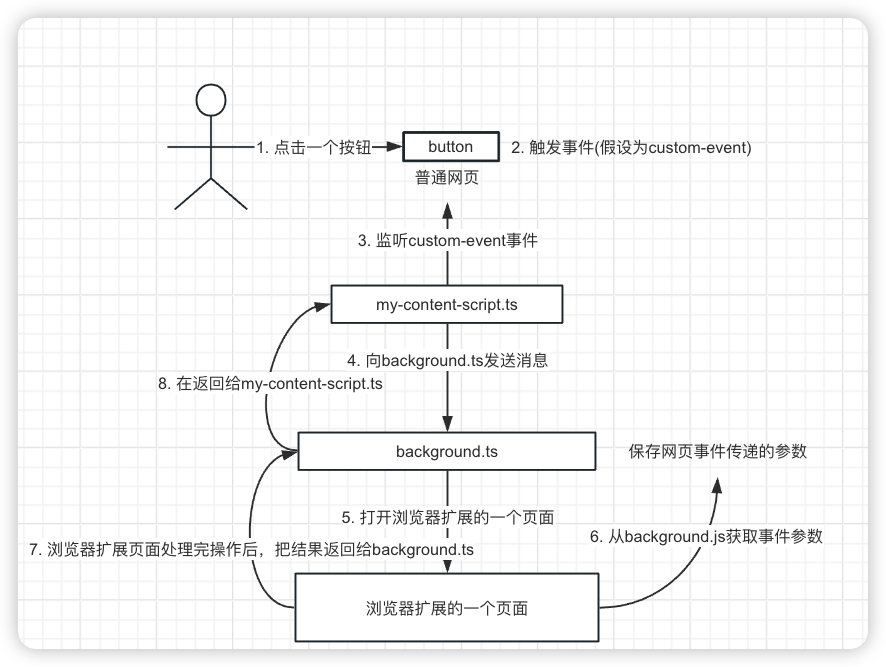 1. 点击一个按钮
button
2. 触发事件(假设为custom-event)
普通网页
3. 监听custom-event事件
my-content-script.ts
4. 向background.ts发送消息
8. 在返回给my-content-script.ts
background.ts
保存网页事件传递的参数
5. 打开浏览器扩展的一个页面
6. 从background.js获取事件参数
7. 浏览器扩展页面处理完操作后，把结果返回给background.ts
浏览器扩展的一个页面